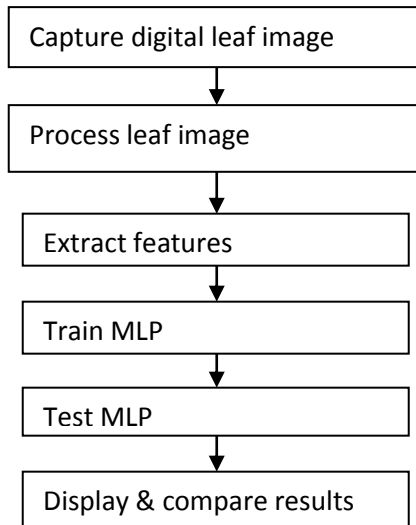 Capture digital leaf image
Process leaf image
Extract features
Train MLP
Test MLP
Display & compare results